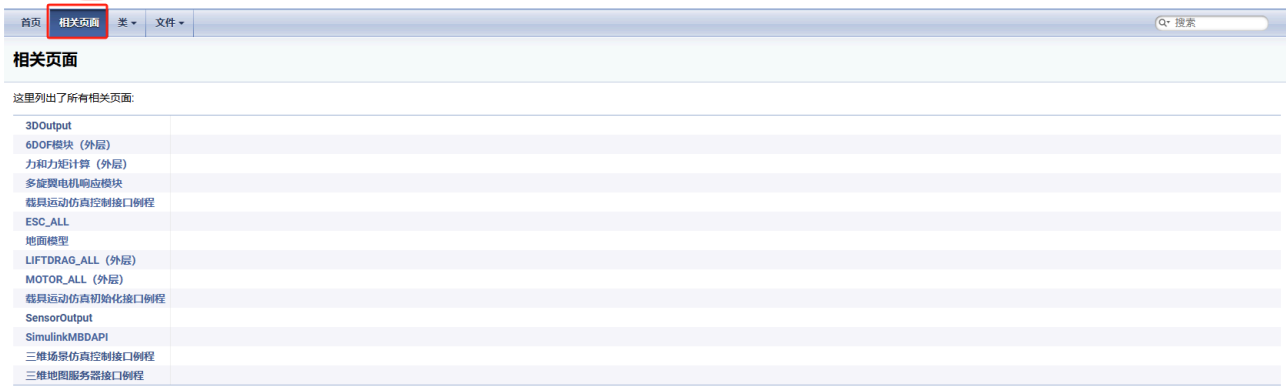 首页 相关页面 类 文件 搜索
相关页面
这里列出了所有相关页面:
3DOutput
6DOF模块（外层）
力和力矩计算（外层）
多旋翼电机响应模块
载具运动仿真控制接口例程
ESC_ALL
地面模型
LIFTDRAG_ALL（外层）
MOTOR_ALL（外层）
载具运动仿真初始化接口例程
SensorOutput
SimulinkMBDAPI
三维场景仿真控制接口例程
三维地图服务器接口例程